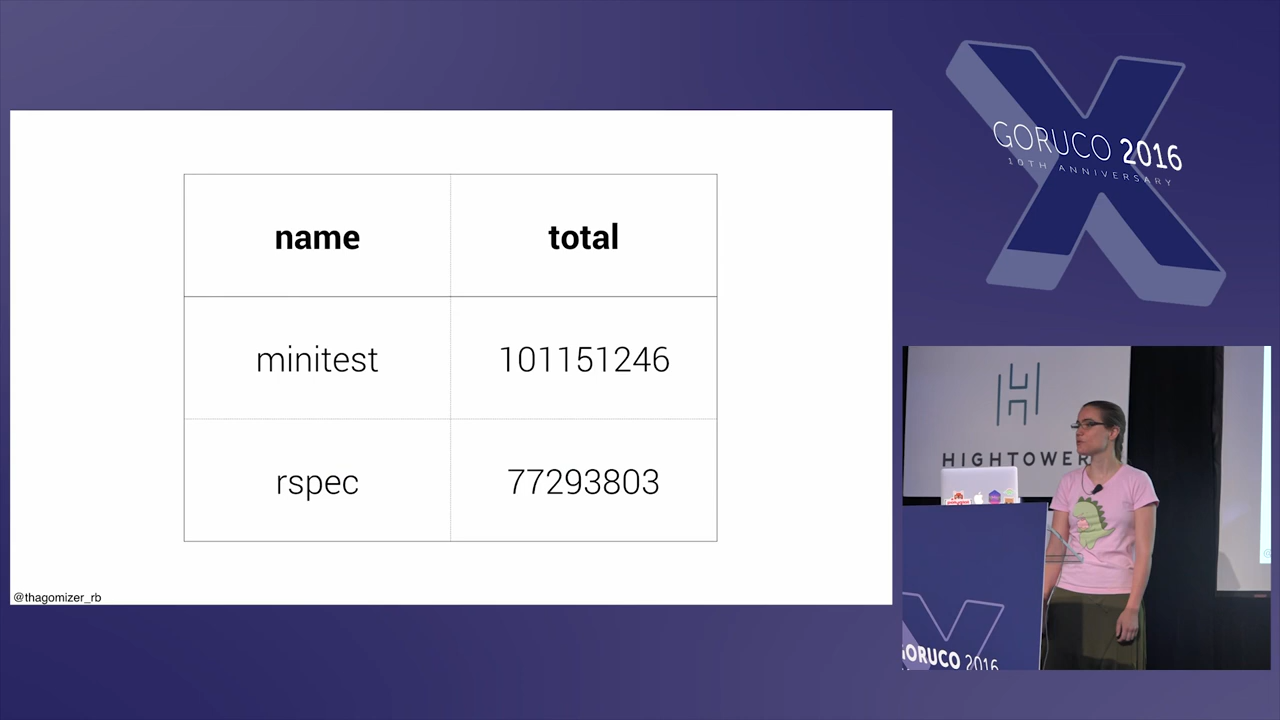 name total
minitest 101151246
rspec 77293803
@thagomizer_rb
GORUCO 2016
10TH ANNIVERSARY
HIGHTOWER
GORUCO 2016